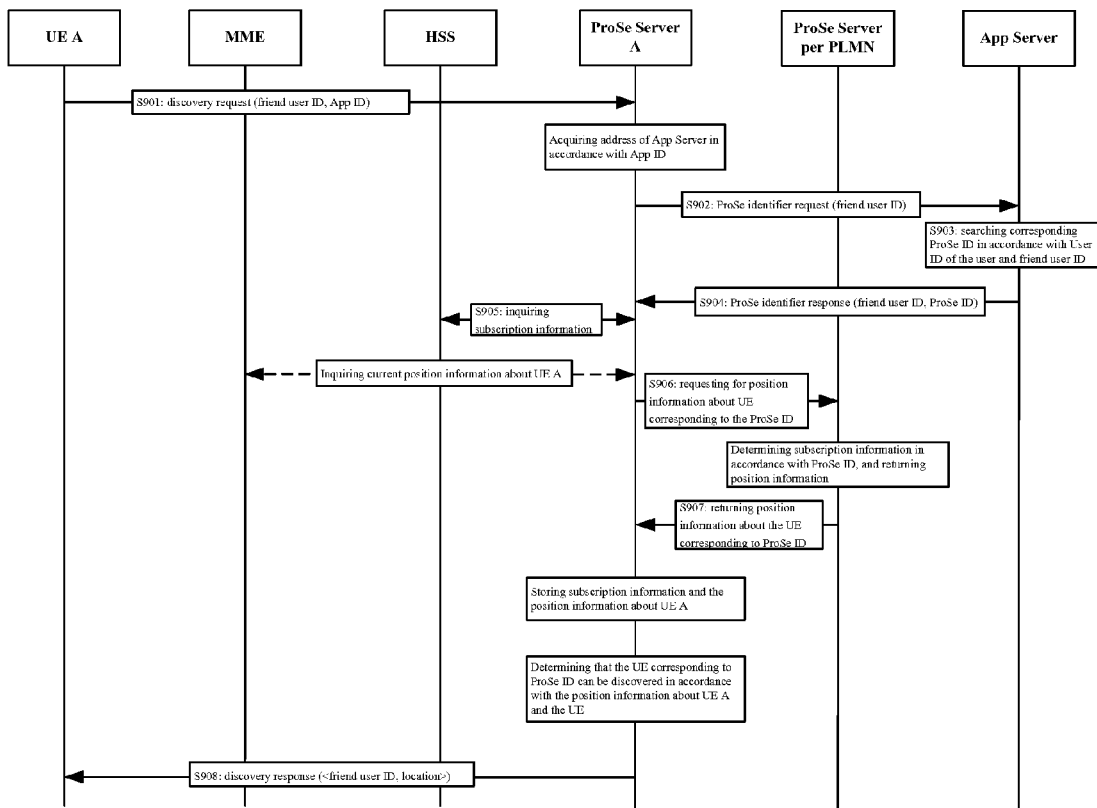 UE A
MME
HSS
ProSe Server
A
ProSe Server
per PLMN
App Server
S901: discovery request (friend user ID, App ID)
Acquiring address of App Server in
accordance with App ID
S902: ProSe identifier request (friend user ID)
S903: searching corresponding
ProSe ID in accordance with User
ID of the user and friend user ID
S904: ProSe identifier response (friend user ID, ProSe ID)
S905: inquiring
subscription information
Inquiring current position information about UE A
S906: requesting for position
information about UE
corresponding to the ProSe ID
Determining subscription information in
accordance with ProSe ID, and returning
position information
S907: returning position
information about the UE
corresponding to ProSe ID
Storing subscription information and the
position information about UE A
Determining that the UE corresponding to
ProSe ID can be discovered in accordance
with the position information about UE A
and the UE
S908: discovery response (<friend user ID, location>)